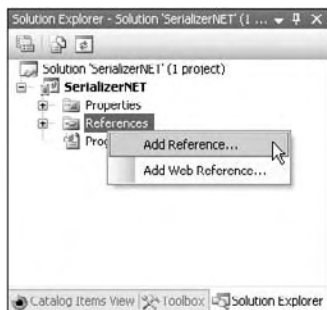 Solution Explorer - Solution 'SerializerNET' (1 ...
Solution 'SerializerNET' (1 project)
SerializerNET
Properties
References
Prog
Add Reference...
Add Web Reference...
Catalog Items View
Toolbox
Solution Explorer